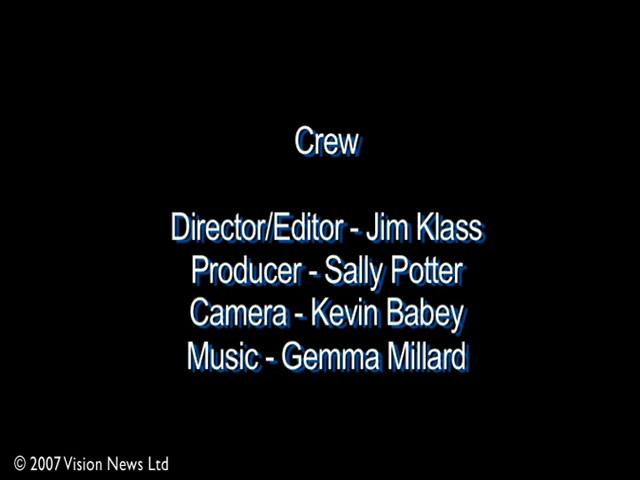 Crew
Director/Editor - Jim Klass
Producer - Sally Potter
Camera - Kevin Babey
Music - Gemma Millard
© 2007 Vision News Ltd